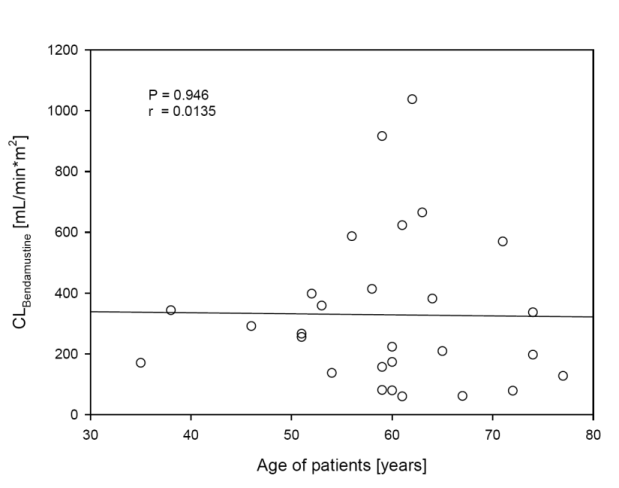 1200
1000
800
600
400
200
0
P = 0.946
r = 0.0135
CL_Bendamustine [mL/min*m²]
30 40 50 60 70 80
Age of patients [years]